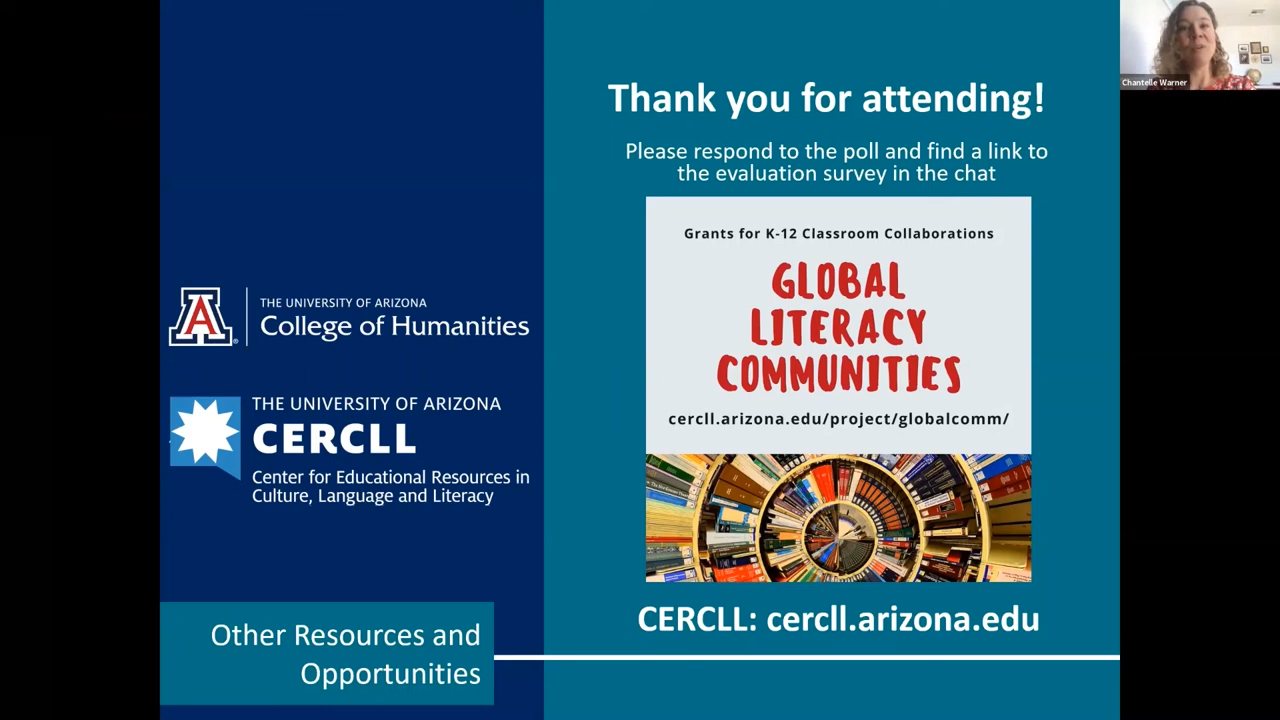 Thank you for attending!
Please respond to the poll and find a link to
the evaluation survey in the chat
Grants for K-12 Classroom Collaborations
GLOBAL
LITERACY
COMMUNITIES
cercll.arizona.edu/project/globalcomm/
CERCLL: cercll.arizona.edu
A
THE UNIVERSITY OF ARIZONA
College of Humanities
THE UNIVERSITY OF ARIZONA
CERCLL
Center for Educational Resources in
Culture, Language and Literacy
Other Resources and
Opportunities
Chantelle Warner